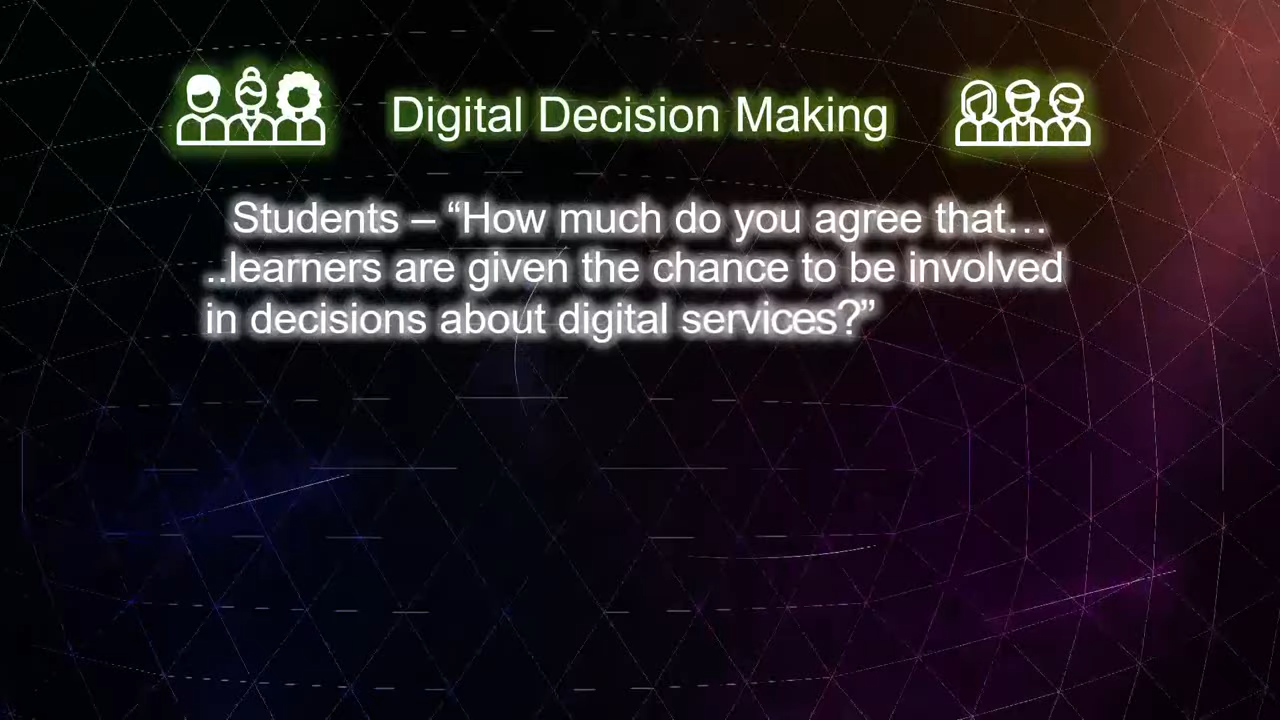 Digital Decision Making
Students – “How much do you agree that…
..learners are given the chance to be involved
in decisions about digital services?”